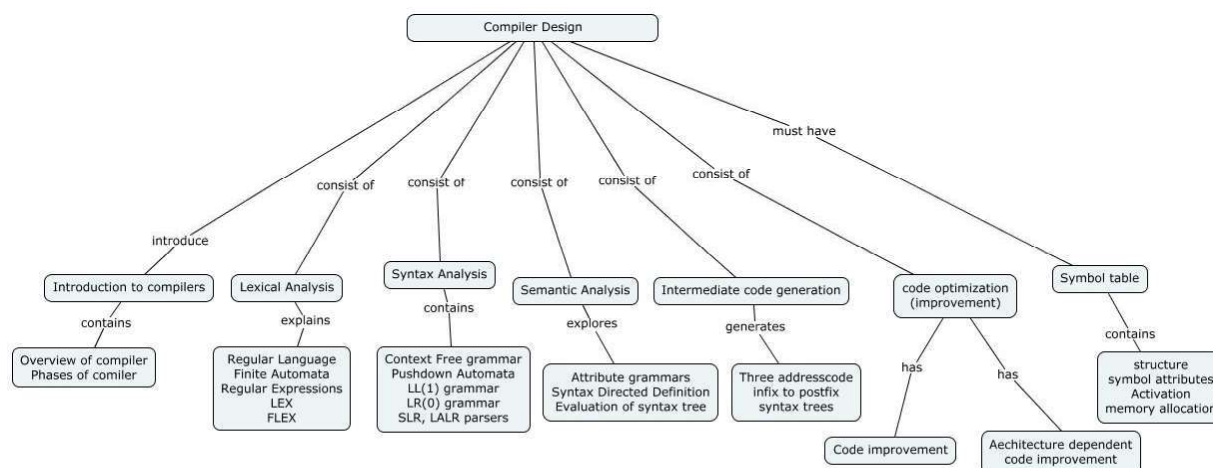 Compiler Design
must have
consist of
consist of
consist of
consist of
consist of
introduce
Introduction to compilers
Lexical Analysis
Syntax Analysis
Semantic Analysis
Intermediate code generation
code optimization
(improvement)
Symbol table
contains
explains
contains
explores
generates
has
has
contains
Overview of compiler
Phases of comiler
Regular Language
Finite Automata
Regular Expressions
LEX
FLEX
Context Free grammar
Pushdown Automata
LL(1) grammar
LR(0) grammar
SLR, LALR parsers
Attribute grammars
Syntax Directed Definition
Evaluation of syntax tree
Three addresscode
infix to postfix
syntax trees
Code improvement
Aechitecture dependent
code improvement
structure
symbol attributes
Activation
memory allocation